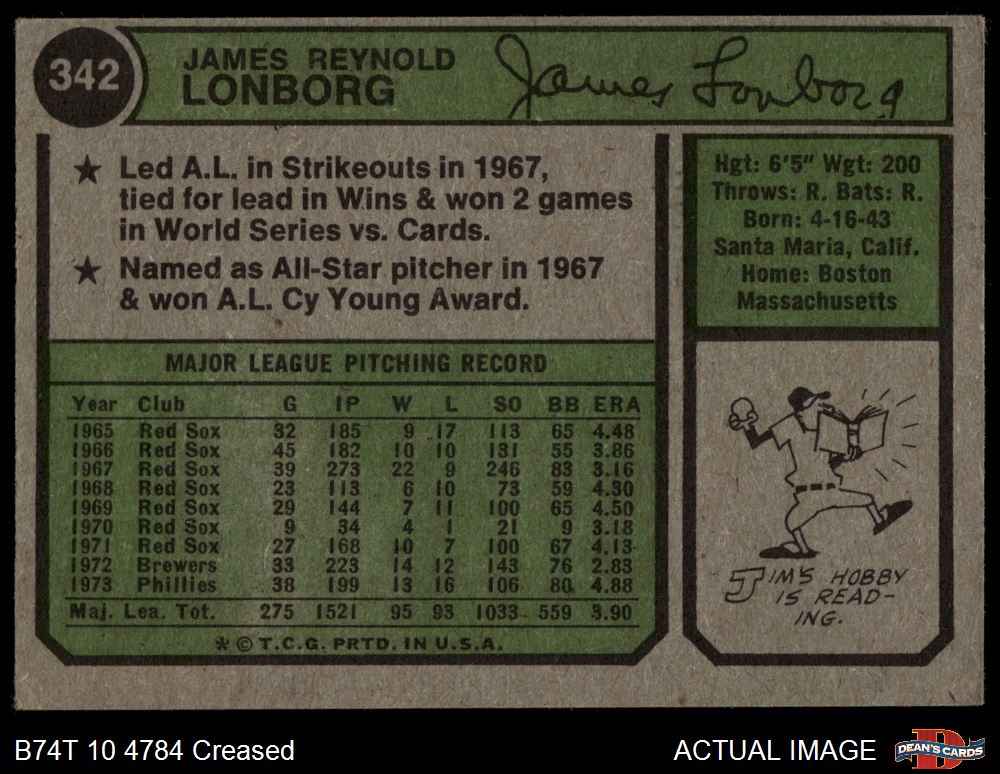 342
JAMES REYNOLD
LONBORG
James Lonborg
★ Led A.L. in Strikeouts in 1967,
tied for lead in Wins & won 2 games
in World Series vs. Cards.
★ Named as All-Star pitcher in 1967
& won A.L. Cy Young Award.
Hgt: 6'5" Wgt: 200
Throws: R. Bats: R.
Born: 4-16-43
Santa Maria, Calif.
Home: Boston
Massachusetts
MAJOR LEAGUE PITCHING RECORD
Year Club G IP W L SO BB ERA
1965 Red Sox 32 185 9 17 113 65 4.48
1966 Red Sox 45 182 10 10 131 55 3.86
1967 Red Sox 39 273 22 9 246 83 3.16
1968 Red Sox 23 113 6 10 73 59 4.30
1969 Red Sox 29 144 7 11 100 65 4.50
1970 Red Sox 9 34 4 1 21 9 3.18
1971 Red Sox 27 168 10 7 100 67 4.13
1972 Brewers 33 223 14 12 143 76 2.83
1973 Phillies 38 199 13 16 106 80 4.88
Maj. Lea. Tot. 275 1521 95 93 1033 559 3.90
* © T.C.G. PRTD. IN U.S.A.
JIM'S HOBBY
IS READ-
ING.
B74T 10 4784 Creased
ACTUAL IMAGE
D
DEAN'S CARDS